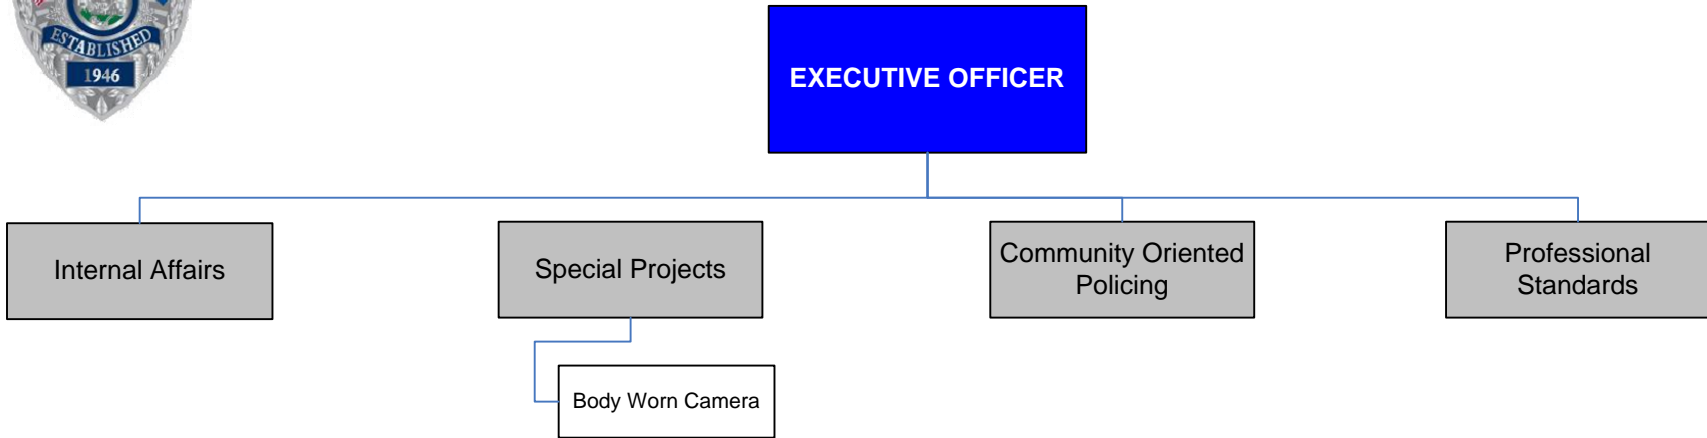 ESTABLISHED
1946
EXECUTIVE OFFICER
Internal Affairs
Special Projects
Community Oriented
Policing
Professional
Standards
Body Worn Camera